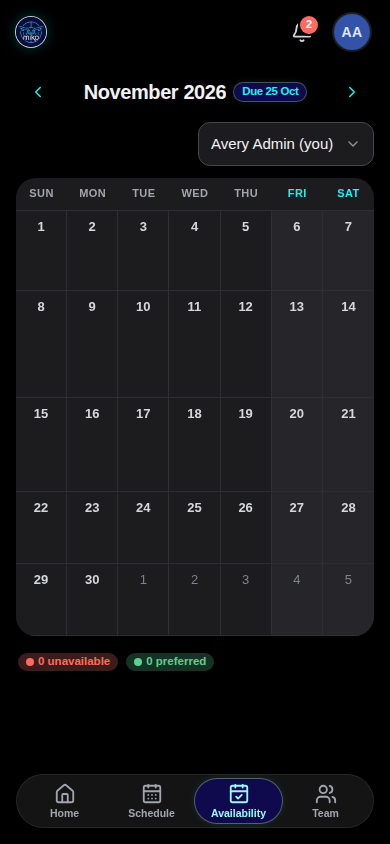 miko
2
AA
November 2026 Due 25 Oct
Avery Admin (you)
SUN MON TUE WED THU FRI SAT
1 2 3 4 5 6 7
8 9 10 11 12 13 14
15 16 17 18 19 20 21
22 23 24 25 26 27 28
29 30 1 2 3 4 5
0 unavailable 0 preferred
Home Schedule Availability Team